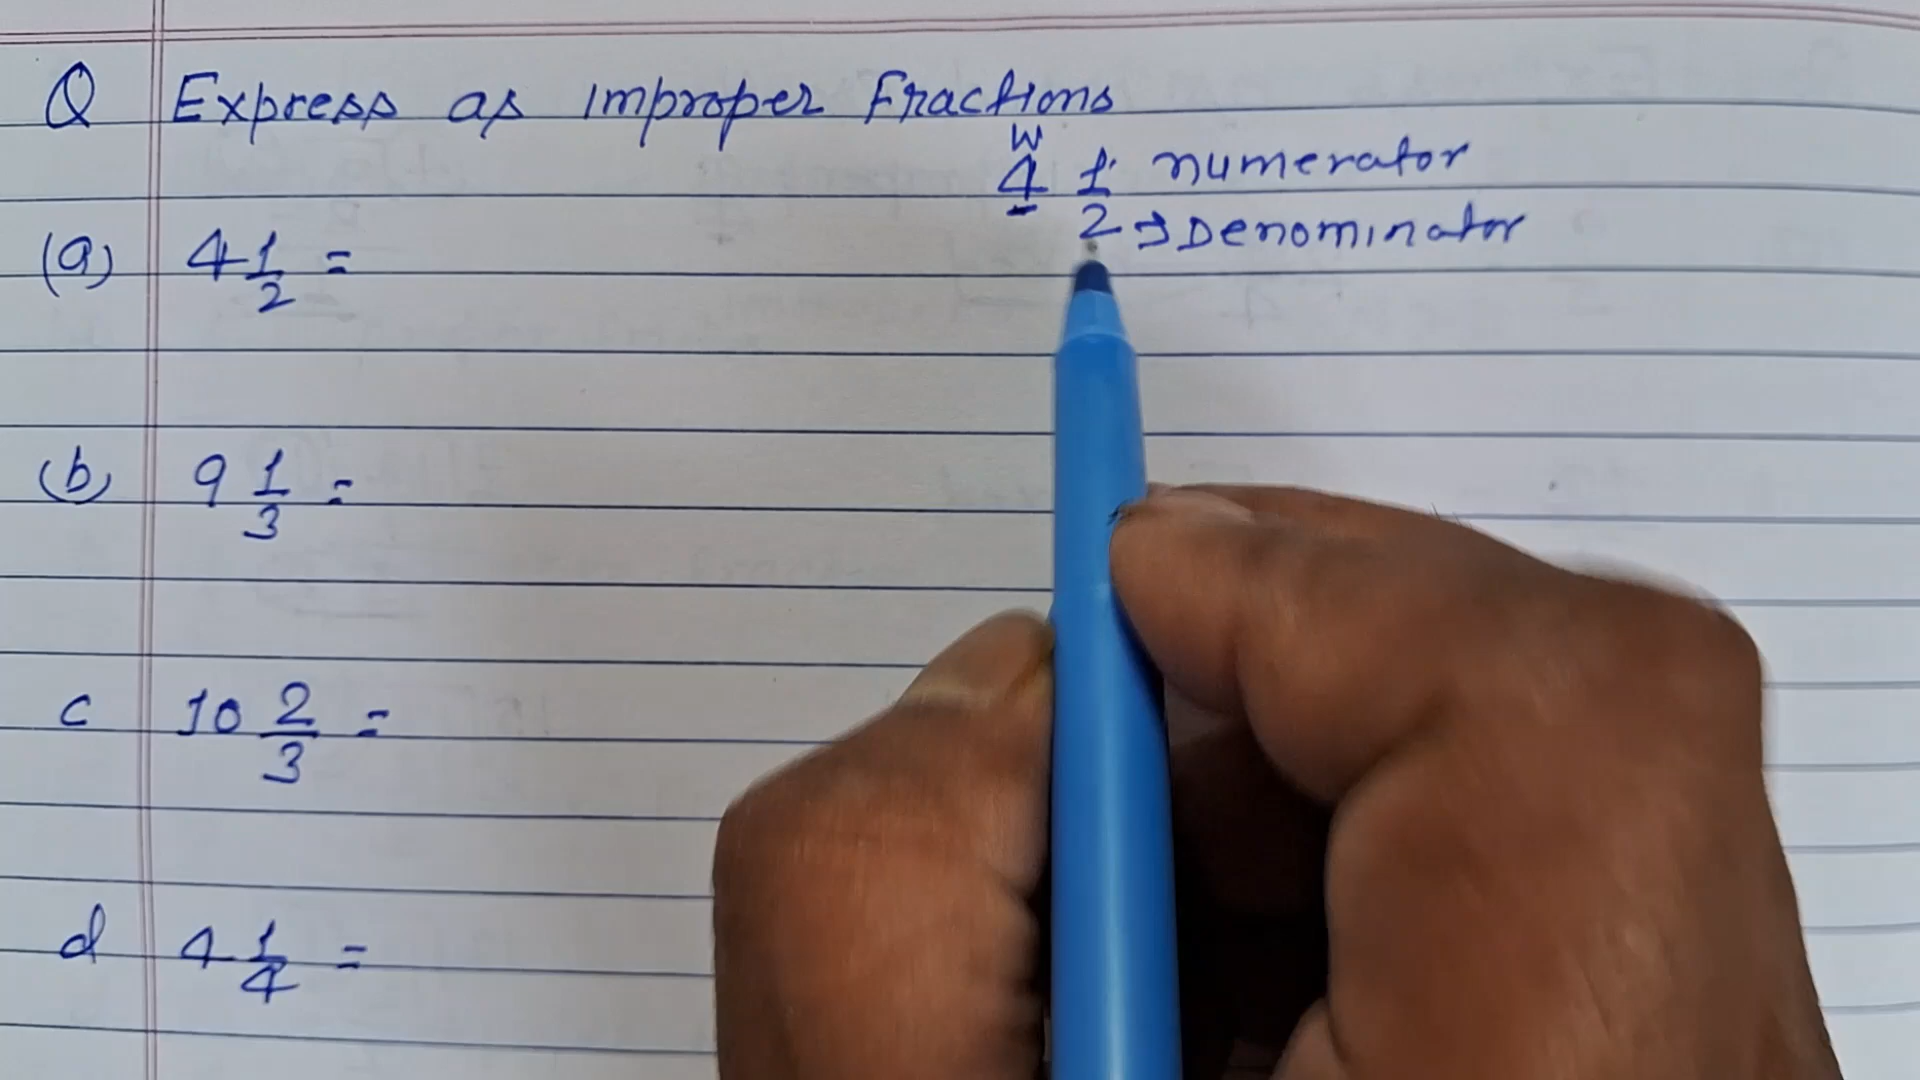 Q Express as Improper Fractions
W
4 1/2 numerator
→ Denominator
(a) 4 1/2 =
(b) 9 1/3 =
c 10 2/3 =
d 4 1/4 =